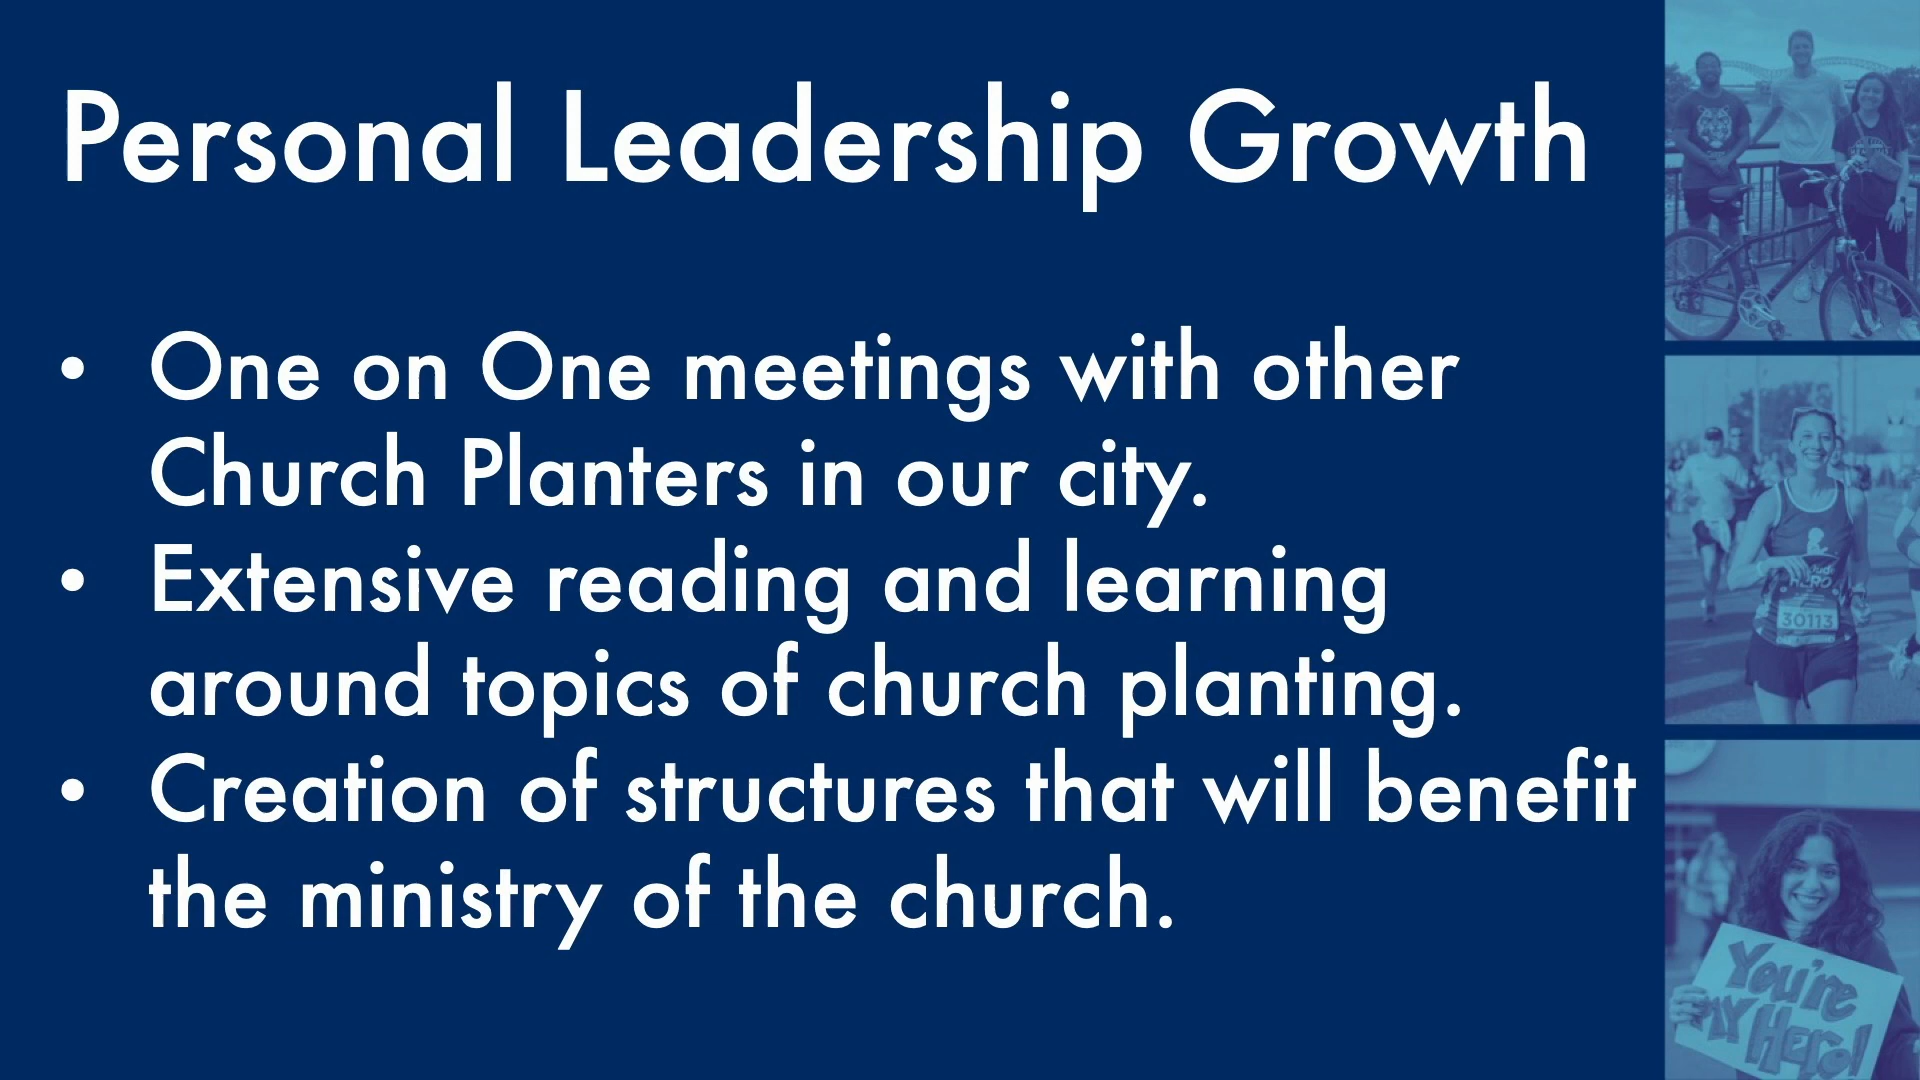 Personal Leadership Growth
• One on One meetings with other
Church Planters in our city.
• Extensive reading and learning
around topics of church planting.
• Creation of structures that will benefit
the ministry of the church.
HERO
30113
You're
MY Hero!